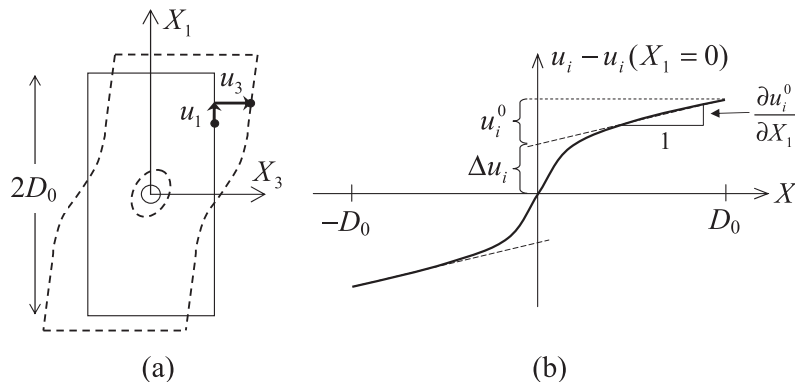 X₁
u₃
u₁
X₃
2D₀
(a)
uᵢ − uᵢ(X₁ = 0)
uᵢ⁰
∂uᵢ⁰
∂X₁
1
Δuᵢ
X
−D₀
D₀
(b)